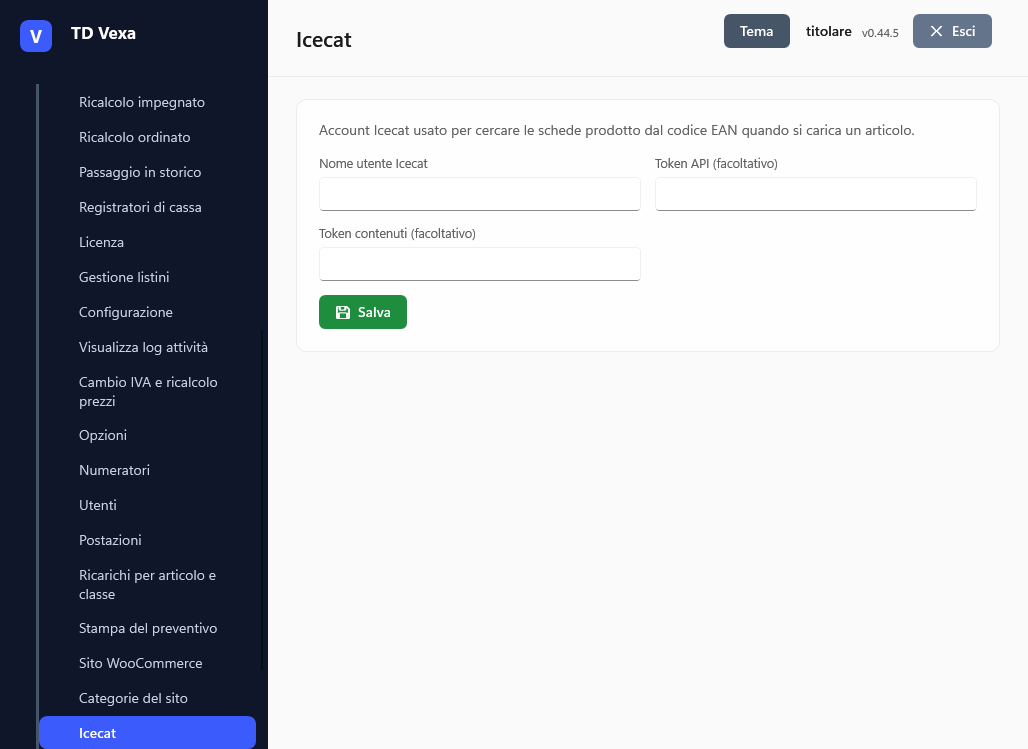 V TD Vexa
Ricalcolo impegnato
Ricalcolo ordinato
Passaggio in storico
Registratori di cassa
Licenza
Gestione listini
Configurazione
Visualizza log attività
Cambio IVA e ricalcolo
prezzi
Opzioni
Numeratori
Utenti
Postazioni
Ricarichi per articolo e
classe
Stampa del preventivo
Sito WooCommerce
Categorie del sito
Icecat
Icecat
Tema titolare v0.44.5 Esci
Account Icecat usato per cercare le schede prodotto dal codice EAN quando si carica un articolo.
Nome utente Icecat Token API (facoltativo)
Token contenuti (facoltativo)
Salva